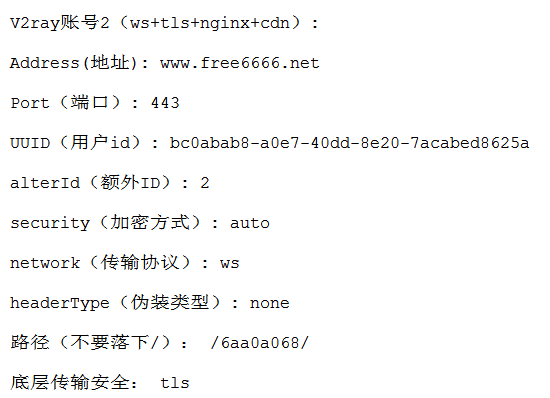 V2ray账号2（ws+tls+nginx+cdn）:
Address(地址): www.free6666.net
Port（端口）: 443
UUID（用户id）: bc0abab8-a0e7-40dd-8e20-7acabed8625a
alterId（额外ID）: 2
security（加密方式）: auto
network（传输协议）: ws
headerType（伪装类型）: none
路径（不要落下/）： /6aa0a068/
底层传输安全： tls